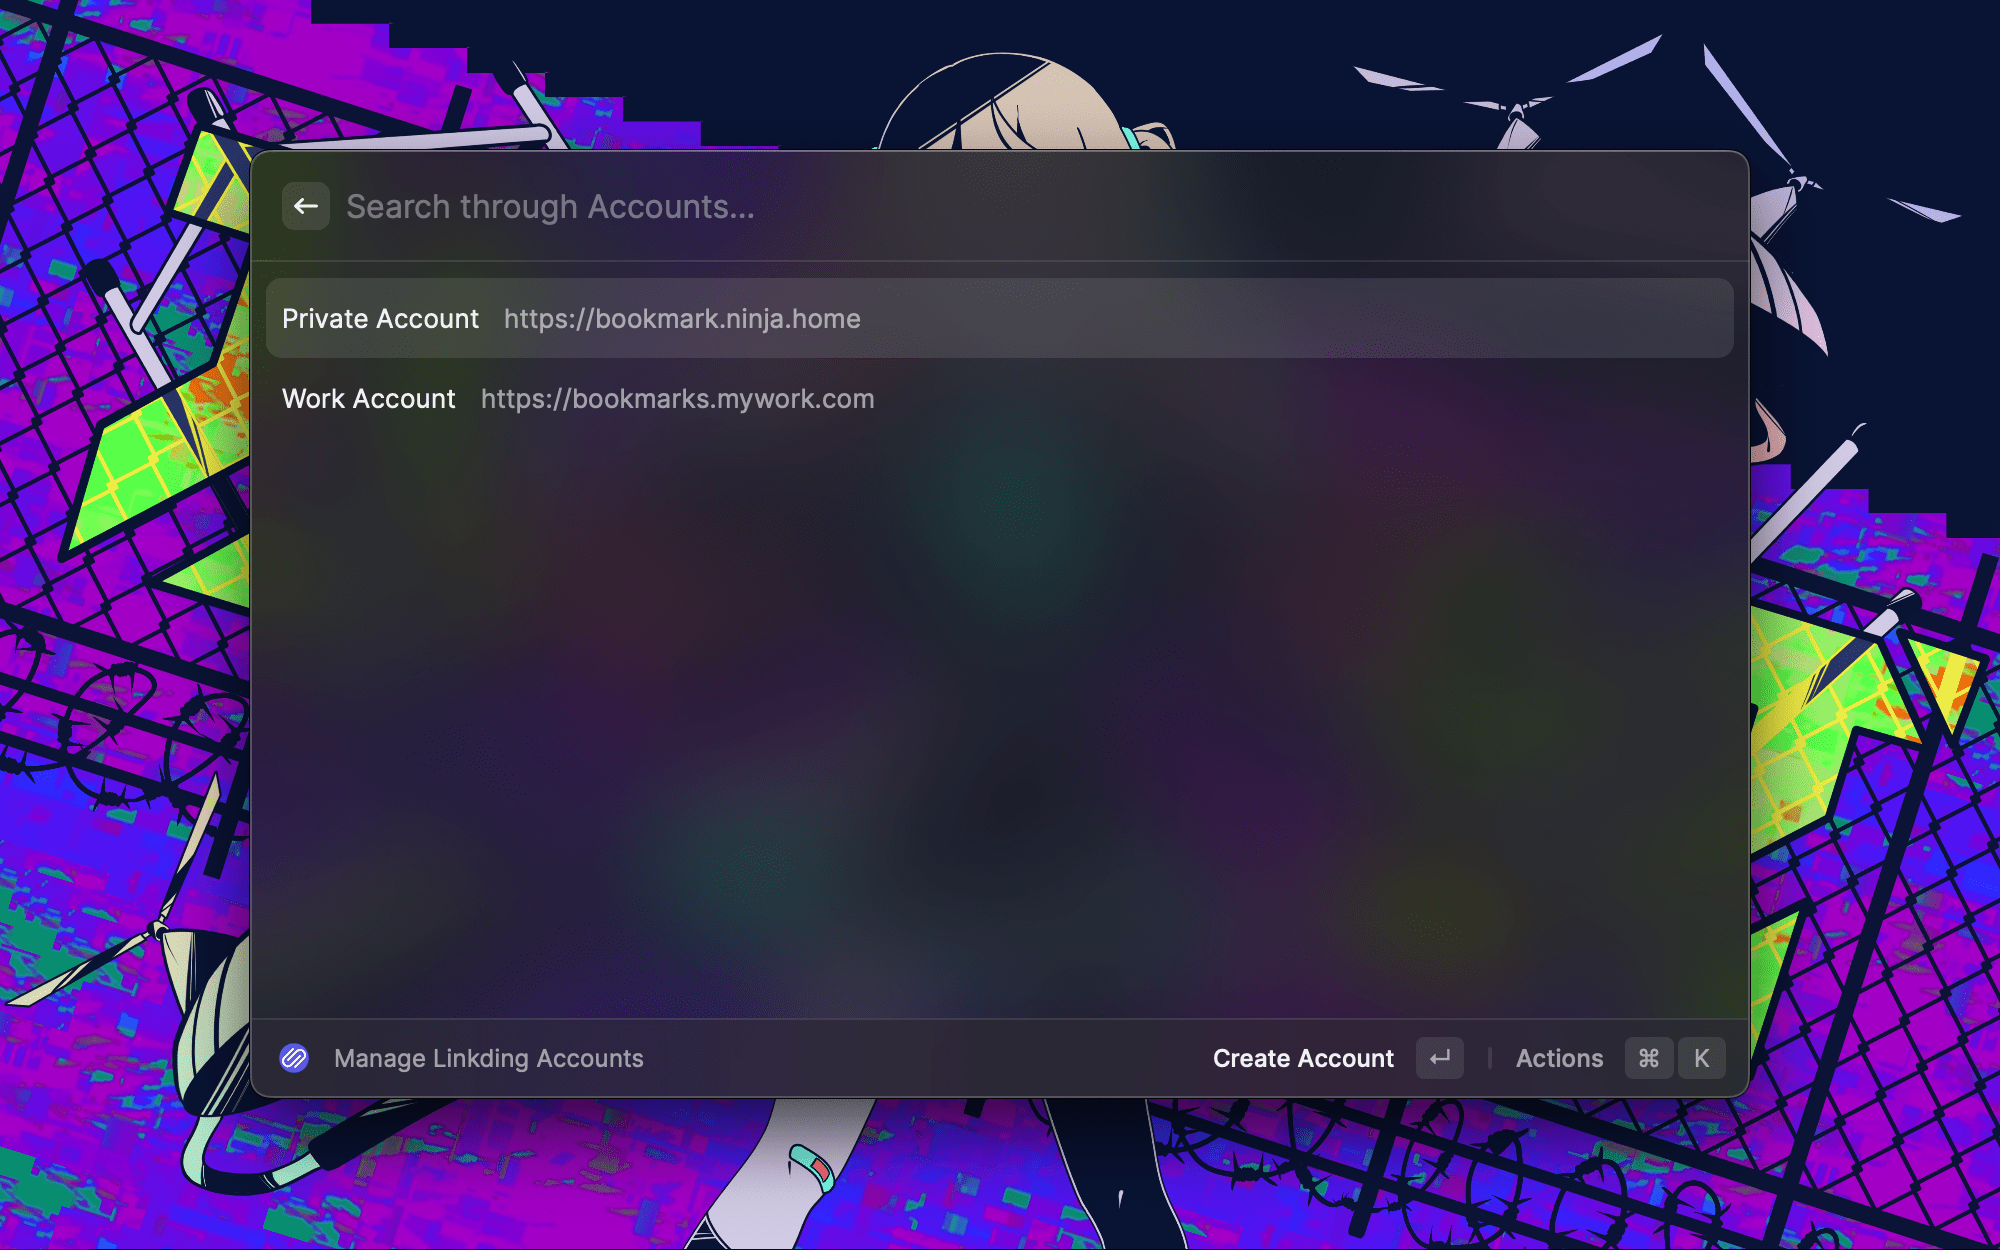 Search through Accounts...
Private Account https://bookmark.ninja.home
Work Account https://bookmarks.mywork.com
Manage Linkding Accounts Create Account ↵ Actions ⌘ K